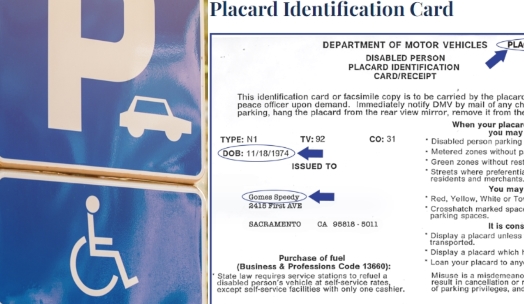 P
Placard Identification Card
DEPARTMENT OF MOTOR VEHICLES
DISABLED PERSON
PLACARD IDENTIFICATION
CARD/RECEIPT
This identification card or facsimile copy is to be carried by the placard
peace officer upon demand. Immediately notify DMV by mail of any ch
parking, hang the placard from the rear view mirror, remove it from the
TYPE: N1 TV: 92 CO: 31
DOB: 11/18/1974
ISSUED TO
Gomes Speedy
2415 First AVE
SACRAMENTO CA 95818 - 5011
Purchase of fuel
(Business & Professions Code 13660):
* State law requires service stations to refuel a
disabled person's vehicle at self-service rates,
except self-service facilities with only one cashier.
When your placar
you may
* Disabled person parking
* Metered zones without p
* Green zones without rest
* Streets where preferentia
residents and merchants.
You may
* Red, Yellow, White or Tow
* Crosshatch marked space
parking spaces.
It is cons
* Display a placard unless
transported.
* Display a placard which h
* Loan your placard to any
Misuse is a misdemeano
result in cancellation or
of parking privileges, and